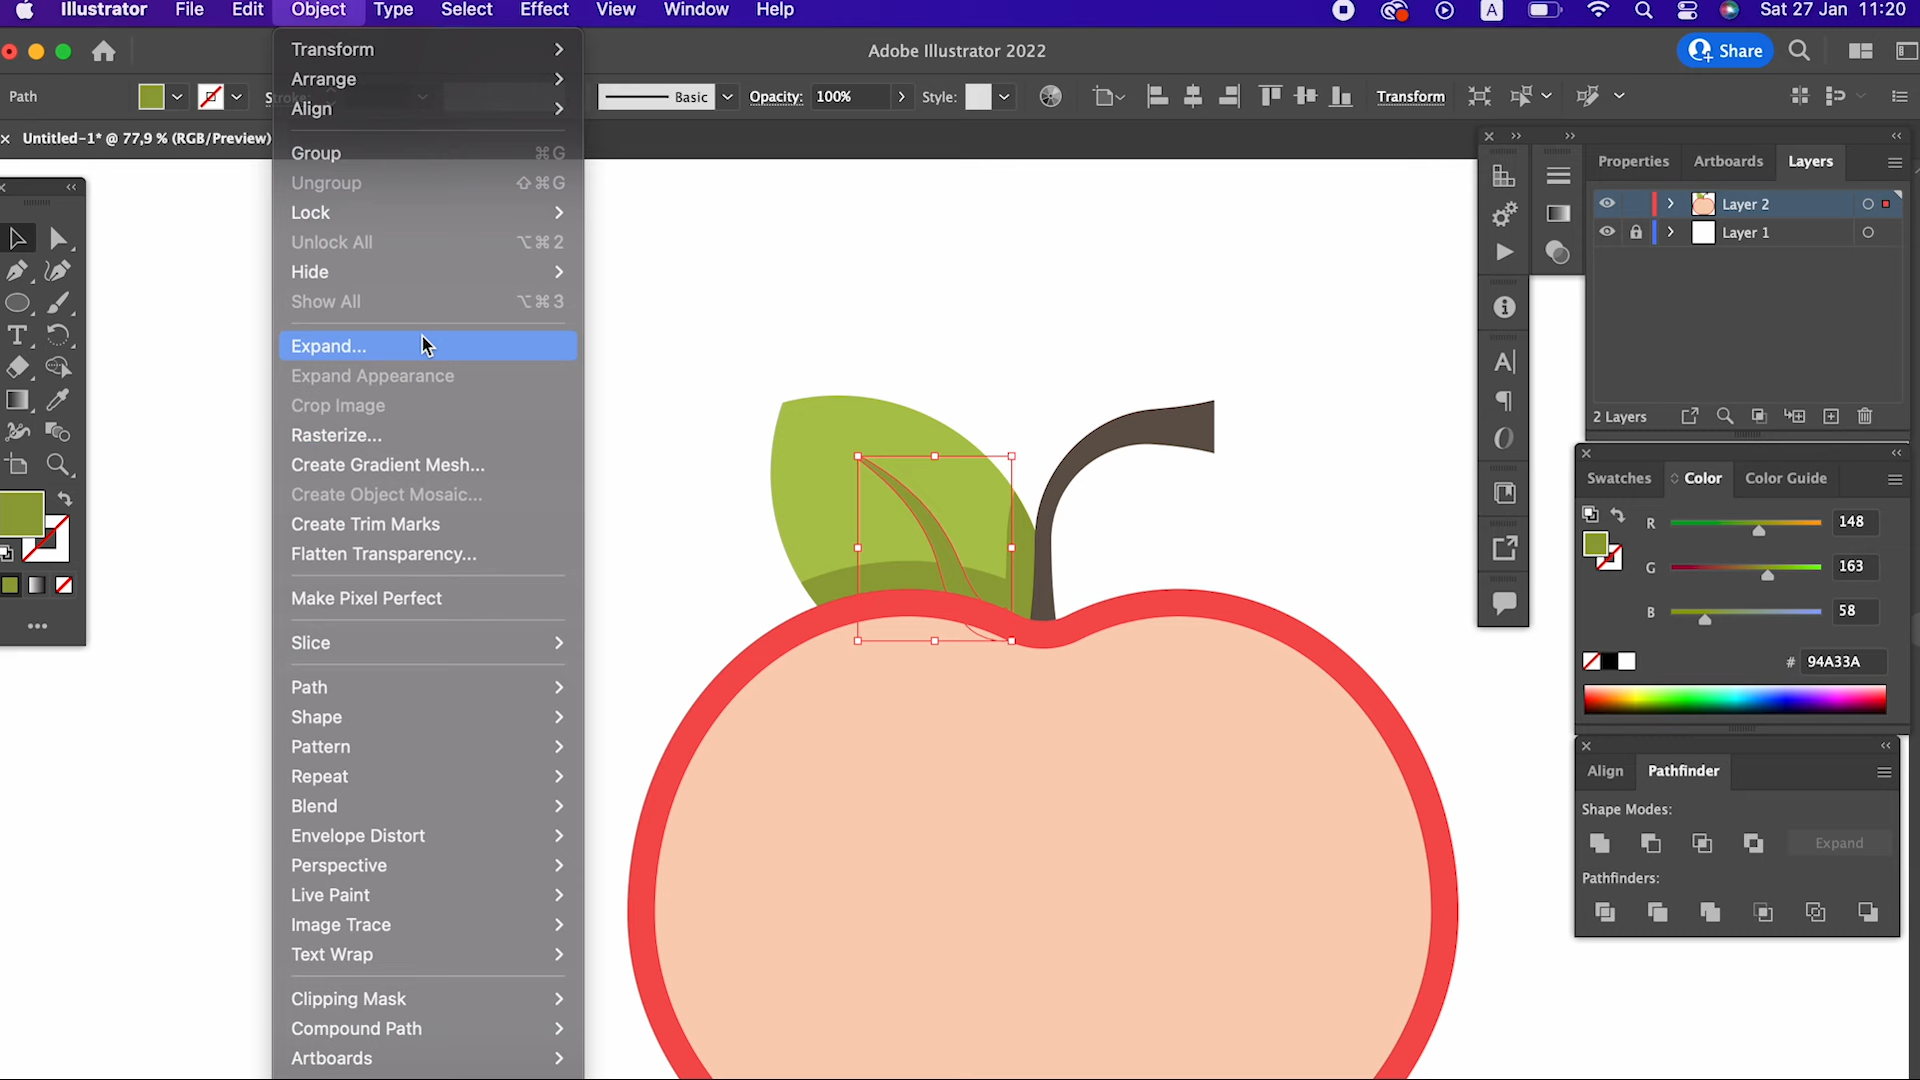 Illustrator File Edit Object Type Select Effect View Window Help A Sat 27 Jan 11:20
Adobe Illustrator 2022
Share
Path
Basic Opacity: 100% Style: Transform
× Untitled-1* @ 77,9 % (RGB/Preview)
T
Transform
Arrange
Align
Group ⌘G
Ungroup ⇧⌘G
Lock
Unlock All ⌥⌘2
Hide
Show All ⌥⌘3
Expand...
Expand Appearance
Crop Image
Rasterize...
Create Gradient Mesh...
Create Object Mosaic...
Create Trim Marks
Flatten Transparency...
Make Pixel Perfect
Slice
Path
Shape
Pattern
Repeat
Blend
Envelope Distort
Perspective
Live Paint
Image Trace
Text Wrap
Clipping Mask
Compound Path
Artboards
Properties Artboards Layers
Layer 2
Layer 1
2 Layers
Swatches Color Color Guide
R 148
G 163
B 58
# 94A33A
Align Pathfinder
Shape Modes:
Expand
Pathfinders: